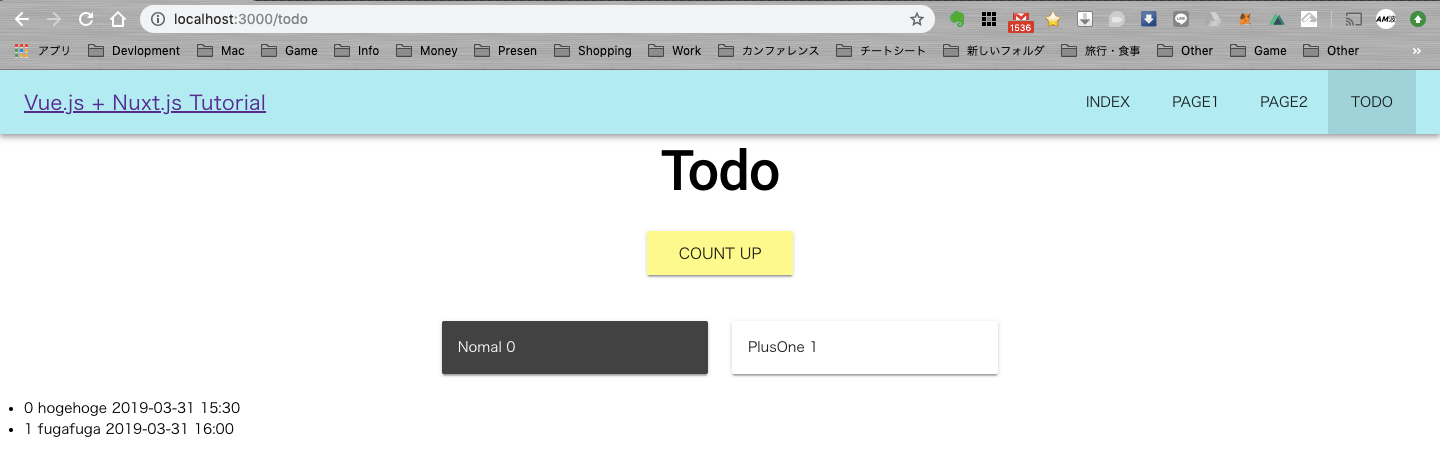 localhost:3000/todo
1536
AM波
アプリ Devlopment Mac Game Info Money Presen Shopping Work カンファレンス チートシート 新しいフォルダ 旅行・食事 Other Game Other »
Vue.js + Nuxt.js Tutorial INDEX PAGE1 PAGE2 TODO
Todo
COUNT UP
Nomal 0 PlusOne 1
• 0 hogehoge 2019-03-31 15:30
• 1 fugafuga 2019-03-31 16:00